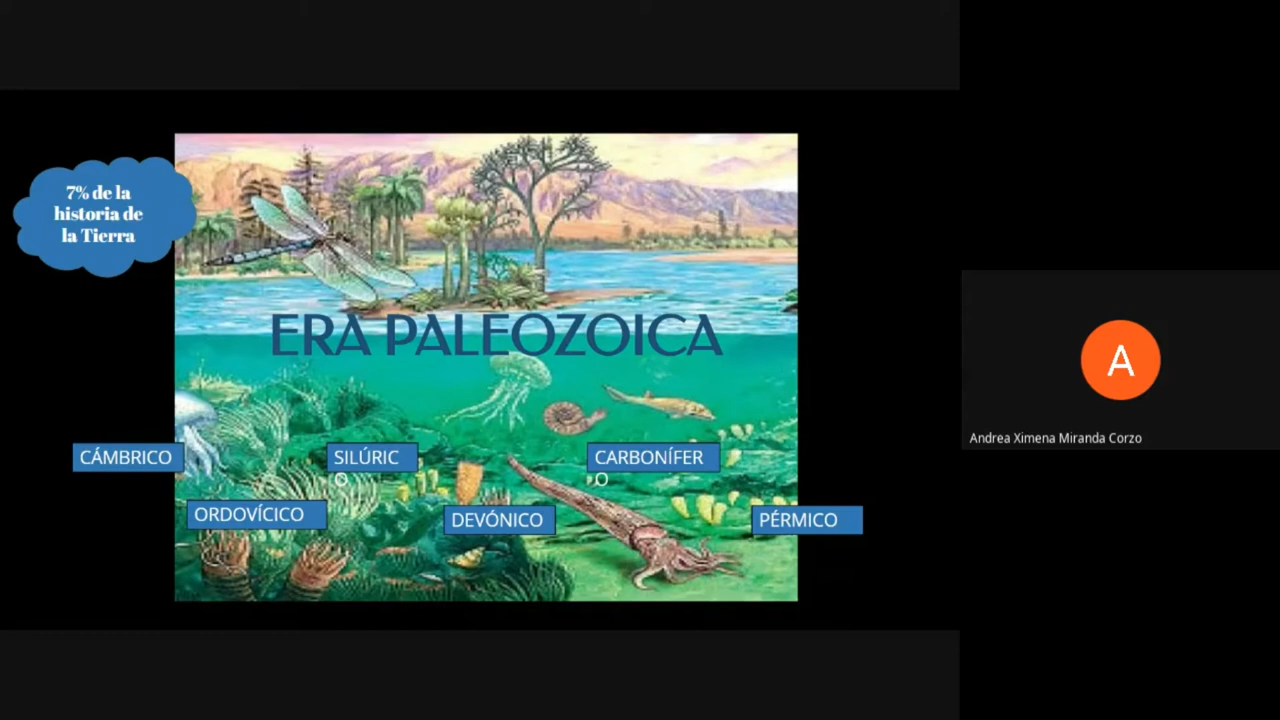 7% de la
historia de
la Tierra
ERA PALEOZOICA
CÁMBRICO
ORDOVÍCICO
SILÚRIC
O
DEVÓNICO
CARBONÍFER
O
PÉRMICO
A
Andrea Ximena Miranda Corzo